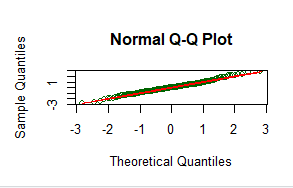 Normal Q-Q Plot
Sample Quantiles
1
-3
-3 -2 -1 0 1 2 3
Theoretical Quantiles